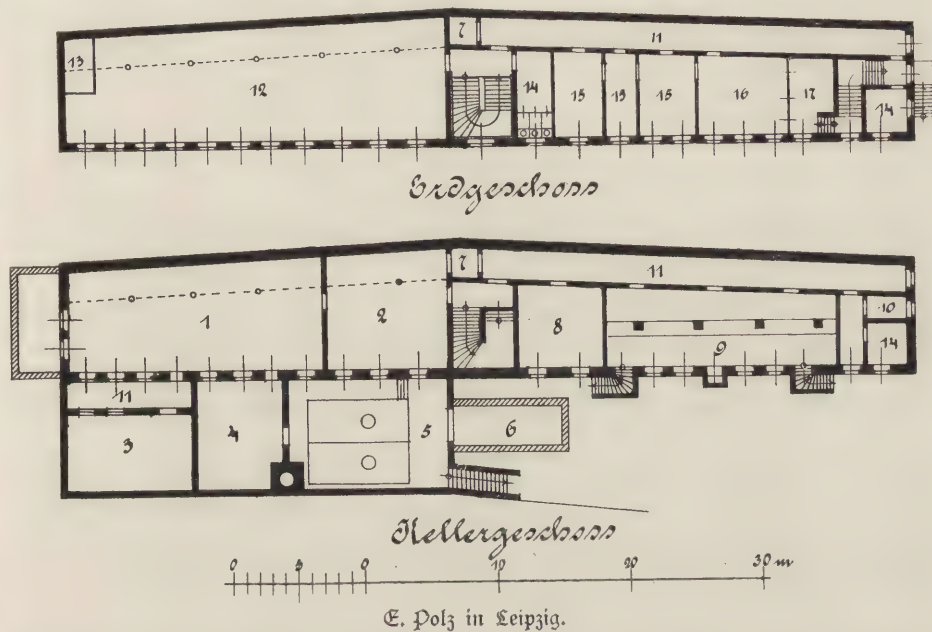 7 11
13
12 14 15 13 15 16 17 14
Erdgeschoss
7 11
1 2 8 9 10
14
11
3 4 5 6
Kellergeschoss
0 5 0 10 20 30 m
E. Polz in Leipzig.